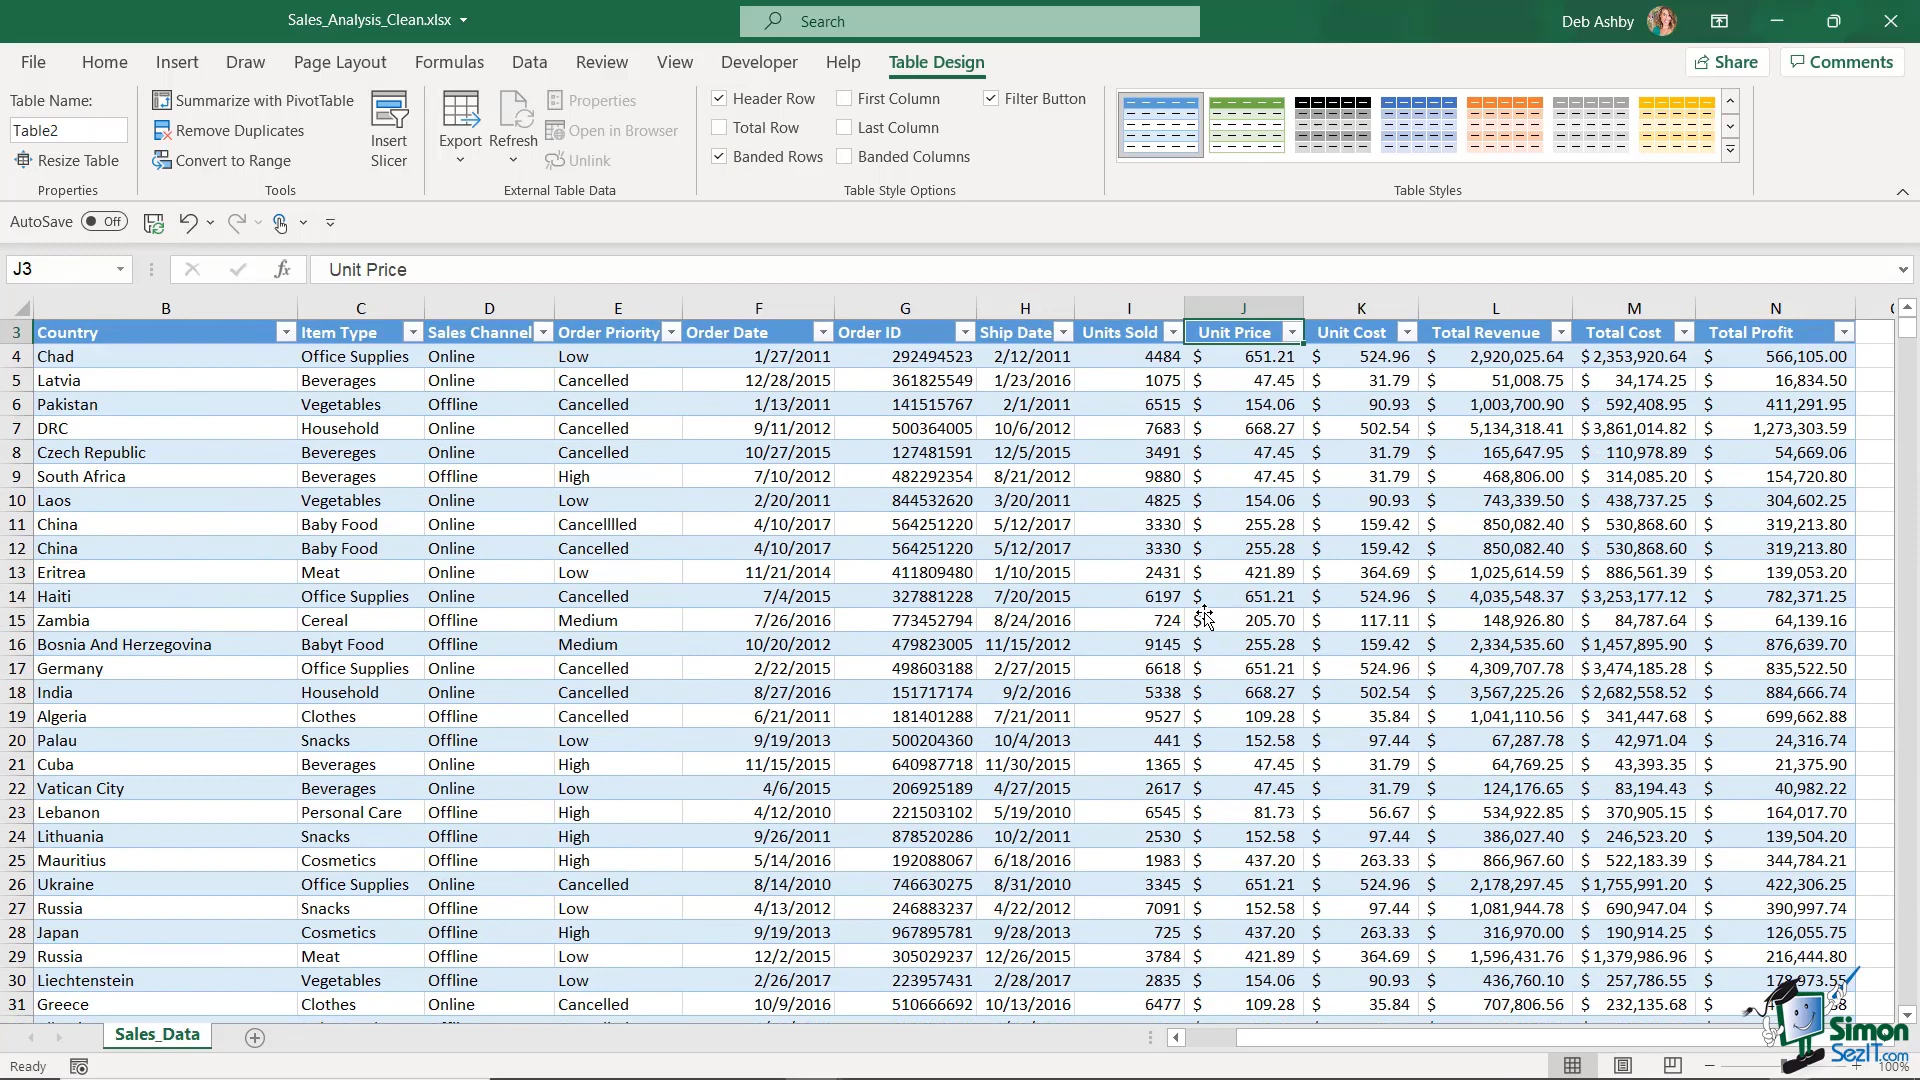 Sales_Analysis_Clean.xlsx
Search
Deb Ashby
File Home Insert Draw Page Layout Formulas Data Review View Developer Help Table Design
Share Comments
Table Name:
Table2
Resize Table
Properties
Summarize with PivotTable
Remove Duplicates
Convert to Range
Insert
Slicer
Tools
Export
Refresh
Properties
Open in Browser
Unlink
External Table Data
Header Row First Column Filter Button
Total Row Last Column
Banded Rows Banded Columns
Table Style Options
Table Styles
AutoSave Off
J3 fx Unit Price
B C D E F G H I J K L M N
3 Country Item Type Sales Channel Order Priority Order Date Order ID Ship Date Units Sold Unit Price Unit Cost Total Revenue Total Cost Total Profit
4 Chad Office Supplies Online Low 1/27/2011 292494523 2/12/2011 4484 $ 651.21 $ 524.96 $ 2,920,025.64 $ 2,353,920.64 $ 566,105.00
5 Latvia Beverages Online Cancelled 12/28/2015 361825549 1/23/2016 1075 $ 47.45 $ 31.79 $ 51,008.75 $ 34,174.25 $ 16,834.50
6 Pakistan Vegetables Offline Cancelled 1/13/2011 141515767 2/1/2011 6515 $ 154.06 $ 90.93 $ 1,003,700.90 $ 592,408.95 $ 411,291.95
7 DRC Household Online Cancelled 9/11/2012 500364005 10/6/2012 7683 $ 668.27 $ 502.54 $ 5,134,318.41 $ 3,861,014.82 $ 1,273,303.59
8 Czech Republic Bevereges Online Cancelled 10/27/2015 127481591 12/5/2015 3491 $ 47.45 $ 31.79 $ 165,647.95 $ 110,978.89 $ 54,669.06
9 South Africa Beverages Offline High 7/10/2012 482292354 8/21/2012 9880 $ 47.45 $ 31.79 $ 468,806.00 $ 314,085.20 $ 154,720.80
10 Laos Vegetables Online Low 2/20/2011 844532620 3/20/2011 4825 $ 154.06 $ 90.93 $ 743,339.50 $ 438,737.25 $ 304,602.25
11 China Baby Food Online Cancelllled 4/10/2017 564251220 5/12/2017 3330 $ 255.28 $ 159.42 $ 850,082.40 $ 530,868.60 $ 319,213.80
12 China Baby Food Online Cancelled 4/10/2017 564251220 5/12/2017 3330 $ 255.28 $ 159.42 $ 850,082.40 $ 530,868.60 $ 319,213.80
13 Eritrea Meat Online Low 11/21/2014 411809480 1/10/2015 2431 $ 421.89 $ 364.69 $ 1,025,614.59 $ 886,561.39 $ 139,053.20
14 Haiti Office Supplies Online Cancelled 7/4/2015 327881228 7/20/2015 6197 $ 651.21 $ 524.96 $ 4,035,548.37 $ 3,253,177.12 $ 782,371.25
15 Zambia Cereal Offline Medium 7/26/2016 773452794 8/24/2016 724 $ 205.70 $ 117.11 $ 148,926.80 $ 84,787.64 $ 64,139.16
16 Bosnia And Herzegovina Babyt Food Offline Medium 10/20/2012 479823005 11/15/2012 9145 $ 255.28 $ 159.42 $ 2,334,535.60 $ 1,457,895.90 $ 876,639.70
17 Germany Office Supplies Online Cancelled 2/22/2015 498603188 2/27/2015 6618 $ 651.21 $ 524.96 $ 4,309,707.78 $ 3,474,185.28 $ 835,522.50
18 India Household Online Cancelled 8/27/2016 151717174 9/2/2016 5338 $ 668.27 $ 502.54 $ 3,567,225.26 $ 2,682,558.52 $ 884,666.74
19 Algeria Clothes Offline Cancelled 6/21/2011 181401288 7/21/2011 9527 $ 109.28 $ 35.84 $ 1,041,110.56 $ 341,447.68 $ 699,662.88
20 Palau Snacks Offline Low 9/19/2013 500204360 10/4/2013 441 $ 152.58 $ 97.44 $ 67,287.78 $ 42,971.04 $ 24,316.74
21 Cuba Beverages Online High 11/15/2015 640987718 11/30/2015 1365 $ 47.45 $ 31.79 $ 64,769.25 $ 43,393.35 $ 21,375.90
22 Vatican City Beverages Online Low 4/6/2015 206925189 4/27/2015 2617 $ 47.45 $ 31.79 $ 124,176.65 $ 83,194.43 $ 40,982.22
23 Lebanon Personal Care Offline High 4/12/2010 221503102 5/19/2010 6545 $ 81.73 $ 56.67 $ 534,922.85 $ 370,905.15 $ 164,017.70
24 Lithuania Snacks Offline High 9/26/2011 878520286 10/2/2011 2530 $ 152.58 $ 97.44 $ 386,027.40 $ 246,523.20 $ 139,504.20
25 Mauritius Cosmetics Offline High 5/14/2016 192088067 6/18/2016 1983 $ 437.20 $ 263.33 $ 866,967.60 $ 522,183.39 $ 344,784.21
26 Ukraine Office Supplies Online Cancelled 8/14/2010 746630275 8/31/2010 3345 $ 651.21 $ 524.96 $ 2,178,297.45 $ 1,755,991.20 $ 422,306.25
27 Russia Snacks Offline Low 4/13/2012 246883237 4/22/2012 7091 $ 152.58 $ 97.44 $ 1,081,944.78 $ 690,947.04 $ 390,997.74
28 Japan Cosmetics Offline High 9/19/2013 967895781 9/28/2013 725 $ 437.20 $ 263.33 $ 316,970.00 $ 190,914.25 $ 126,055.75
29 Russia Meat Offline Low 12/2/2015 305029237 12/26/2015 3784 $ 421.89 $ 364.69 $ 1,596,431.76 $ 1,379,986.96 $ 216,444.80
30 Liechtenstein Vegetables Offline Low 2/26/2017 223957431 2/28/2017 2835 $ 154.06 $ 90.93 $ 436,760.10 $ 257,786.55 $ 178,973.55
31 Greece Clothes Online Cancelled 10/9/2016 510666692 10/13/2016 6477 $ 109.28 $ 35.84 $ 707,806.56 $ 232,135.68 $
Sales_Data
Simon
SezIT.com
Ready
100%